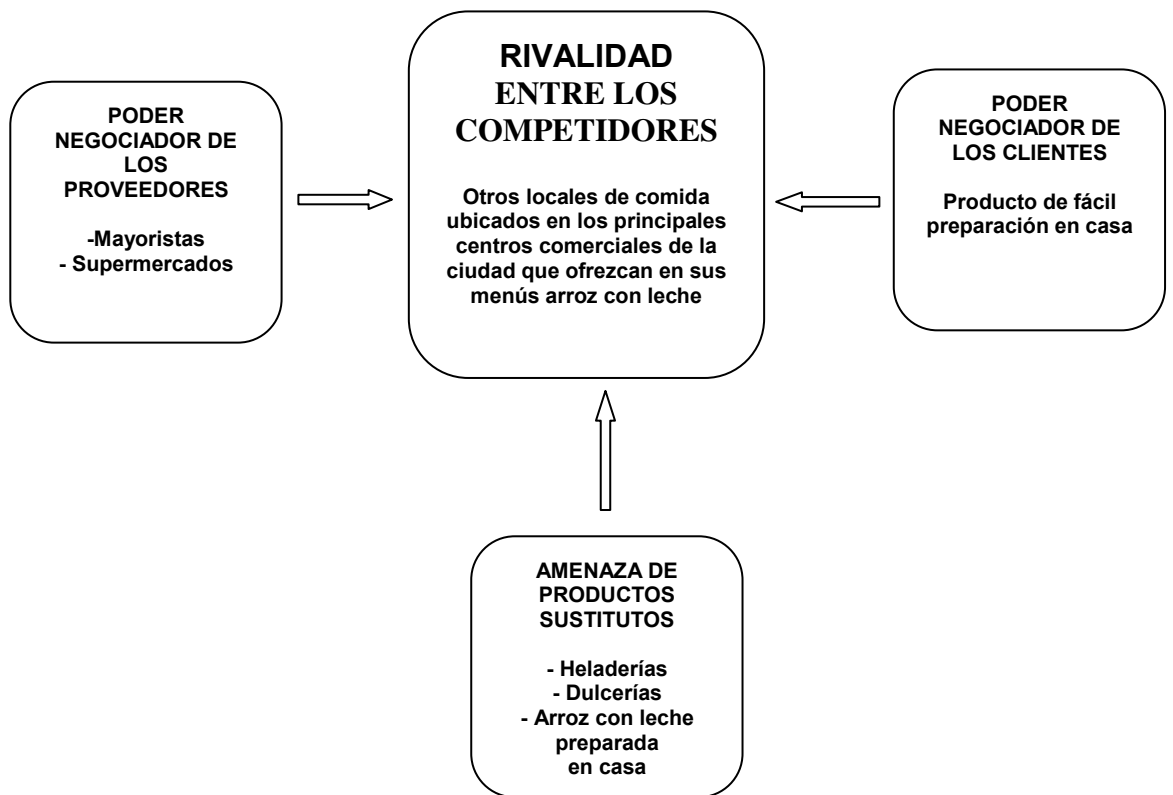 RIVALIDAD
ENTRE LOS
COMPETIDORES
Otros locales de comida
ubicados en los principales
centros comerciales de la
ciudad que ofrezcan en sus
menús arroz con leche
PODER
NEGOCIADOR DE
LOS
PROVEEDORES
-Mayoristas
- Supermercados
PODER
NEGOCIADOR DE
LOS CLIENTES
Producto de fácil
preparación en casa
AMENAZA DE
PRODUCTOS
SUSTITUTOS
- Heladerías
- Dulcerías
- Arroz con leche
preparada
en casa